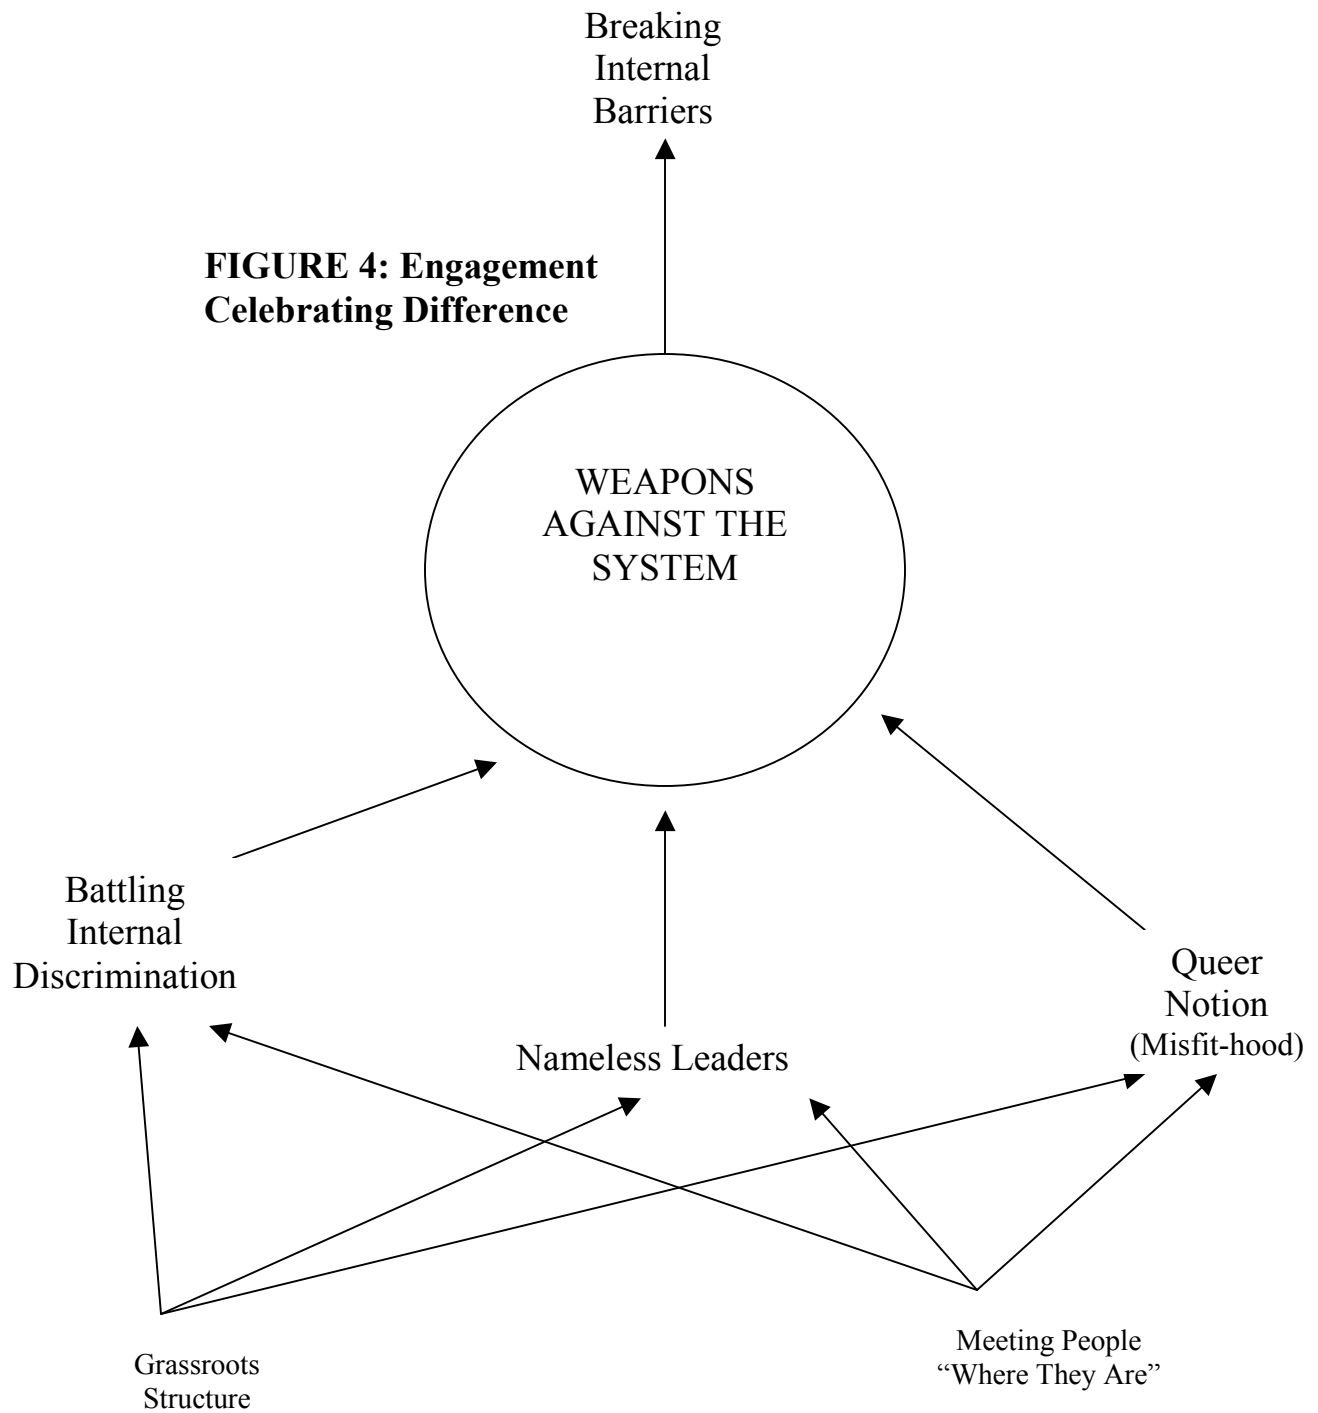 Breaking
Internal
Barriers
FIGURE 4: Engagement
Celebrating Difference
WEAPONS
AGAINST THE
SYSTEM
Battling
Internal
Discrimination
Nameless Leaders
Queer
Notion
(Misfit-hood)
Grassroots
Structure
Meeting People
“Where They Are”